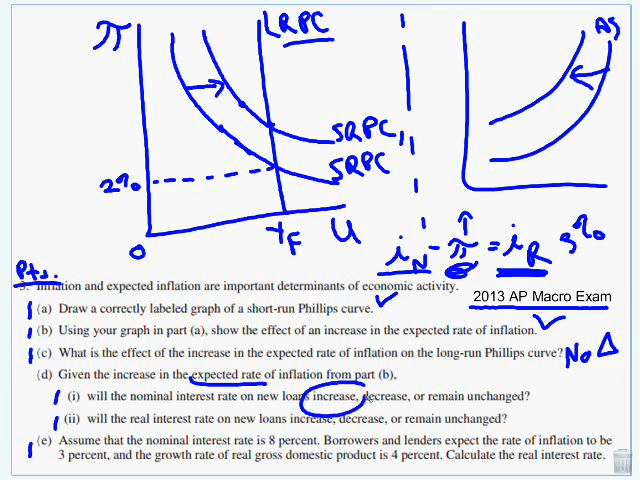 π
LRPC
AS
SRPC₁
SRPC
2%
0
YF
U
iN - π = iR
5%
Pts.
3. Inflation and expected inflation are important determinants of economic activity.
2013 AP Macro Exam
1 (a) Draw a correctly labeled graph of a short-run Phillips curve. ✓
1 (b) Using your graph in part (a), show the effect of an increase in the expected rate of inflation. ✓
1 (c) What is the effect of the increase in the expected rate of inflation on the long-run Phillips curve? No Δ
(d) Given the increase in the expected rate of inflation from part (b),
1 (i) will the nominal interest rate on new loans increase, decrease, or remain unchanged?
1 (ii) will the real interest rate on new loans increase, decrease, or remain unchanged?
1 (e) Assume that the nominal interest rate is 8 percent. Borrowers and lenders expect the rate of inflation to be
3 percent, and the growth rate of real gross domestic product is 4 percent. Calculate the real interest rate.